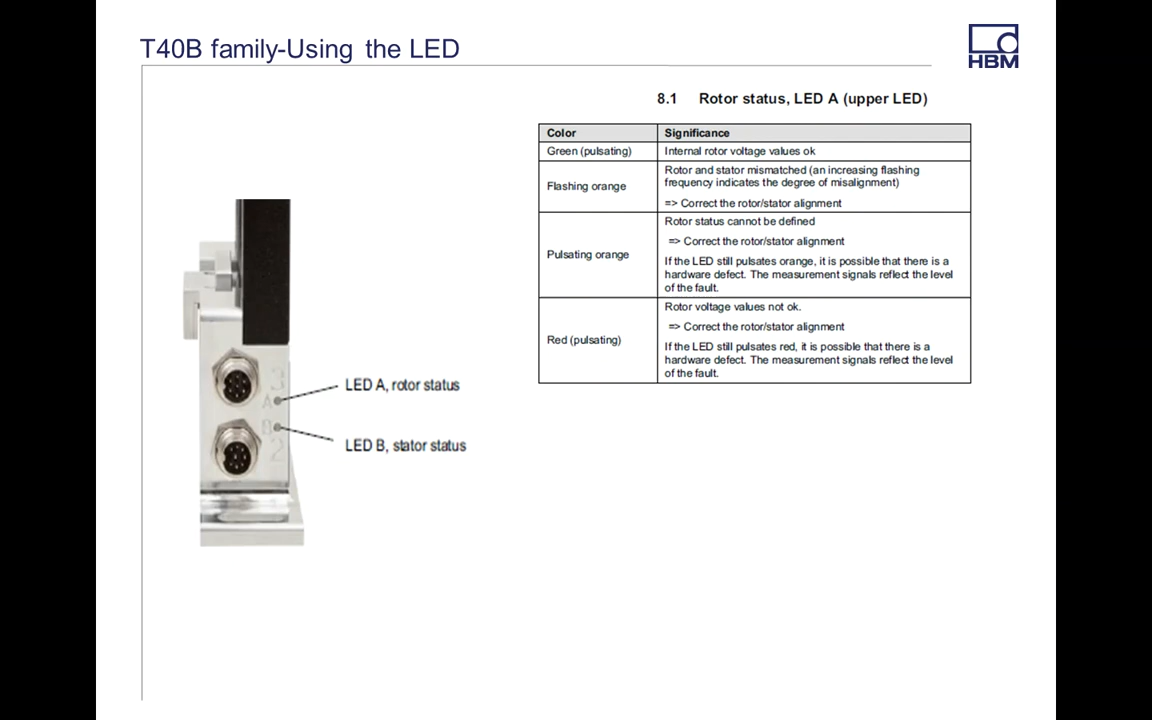 T40B family-Using the LED
HBM
8.1 Rotor status, LED A (upper LED)
Color Significance
Green (pulsating) Internal rotor voltage values ok
Flashing orange
Rotor and stator mismatched (an increasing flashing
frequency indicates the degree of misalignment)
=> Correct the rotor/stator alignment
Pulsating orange
Rotor status cannot be defined
=> Correct the rotor/stator alignment
If the LED still pulsates orange, it is possible that there is a
hardware defect. The measurement signals reflect the level
of the fault.
Red (pulsating)
Rotor voltage values not ok.
=> Correct the rotor/stator alignment
If the LED still pulsates red, it is possible that there is a
hardware defect. The measurement signals reflect the level
of the fault.
A
LED A, rotor status
B
LED B, stator status
2